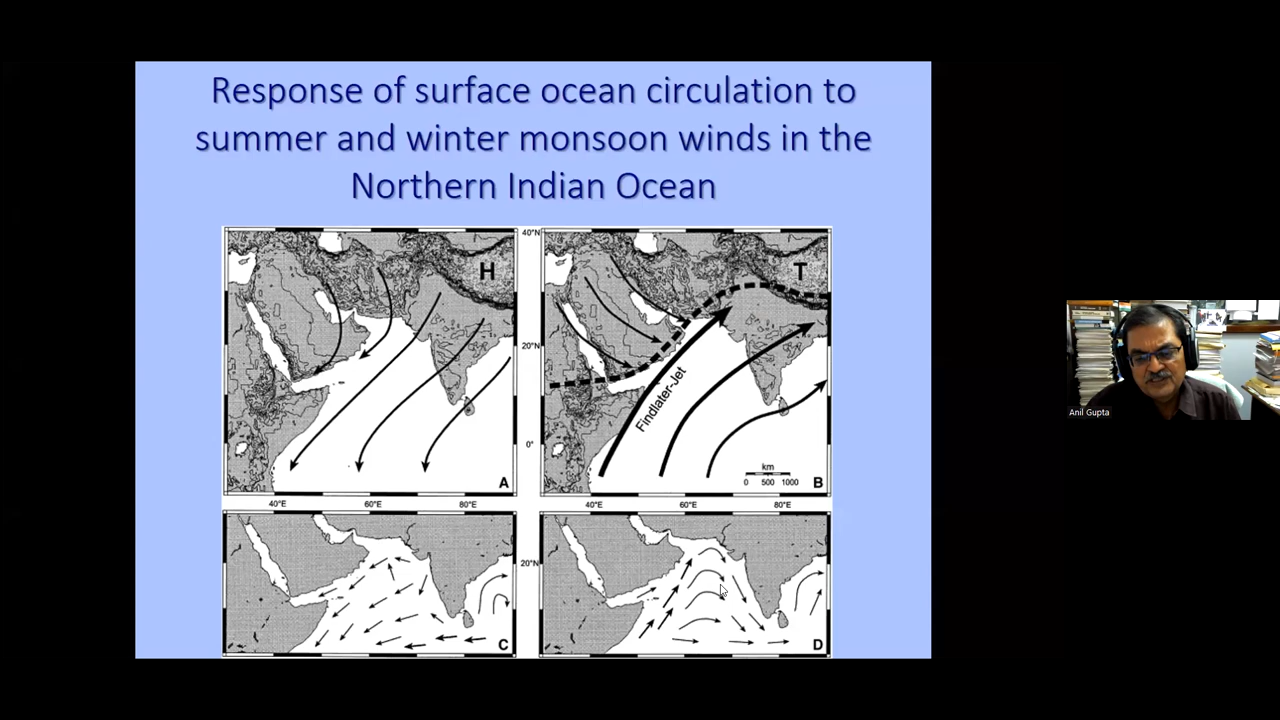 Response of surface ocean circulation to
summer and winter monsoon winds in the
Northern Indian Ocean
H
A
40°N
20°N
0°
T
Findlater-Jet
km
0 500 1000
B
40°E 60°E 80°E
60°E 80°E
40°E
C
20°N
D
Anil Gupta